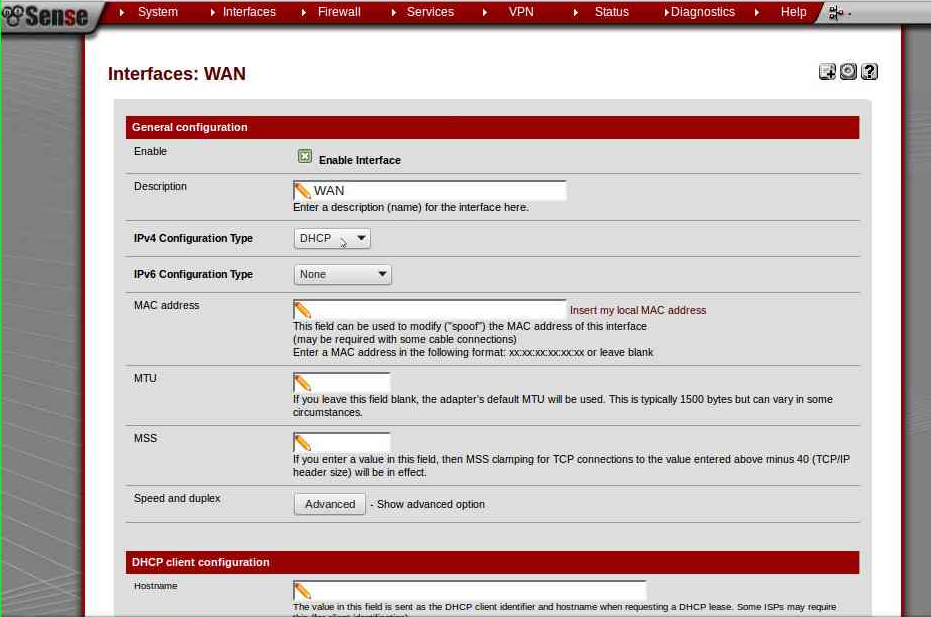 Sense
System Interfaces Firewall Services VPN Status Diagnostics Help
Interfaces: WAN
General configuration
Enable
Enable Interface
Description
WAN
Enter a description (name) for the interface here.
IPv4 Configuration Type
DHCP
IPv6 Configuration Type
None
MAC address
Insert my local MAC address
This field can be used to modify ("spoof") the MAC address of this interface
(may be required with some cable connections)
Enter a MAC address in the following format: xx:xx:xx:xx:xx:xx or leave blank
MTU
If you leave this field blank, the adapter's default MTU will be used. This is typically 1500 bytes but can vary in some
circumstances.
MSS
If you enter a value in this field, then MSS clamping for TCP connections to the value entered above minus 40 (TCP/IP
header size) will be in effect.
Speed and duplex
Advanced - Show advanced option
DHCP client configuration
Hostname
The value in this field is sent as the DHCP client identifier and hostname when requesting a DHCP lease. Some ISPs may require